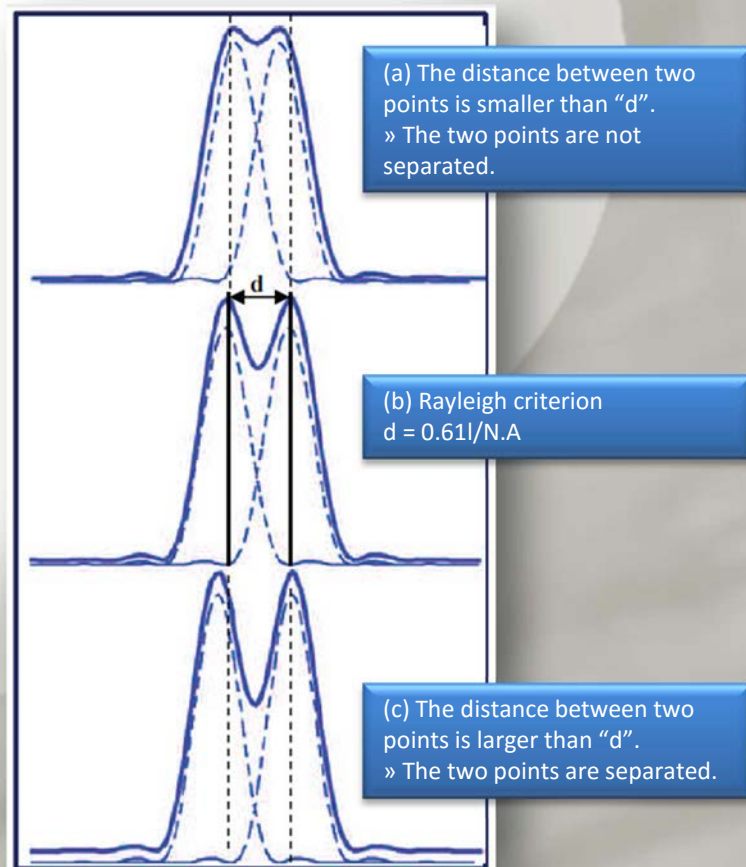 (a) The distance between two
points is smaller than “d”.
» The two points are not
separated.
d
(b) Rayleigh criterion
d = 0.61l/N.A
(c) The distance between two
points is larger than “d”.
» The two points are separated.